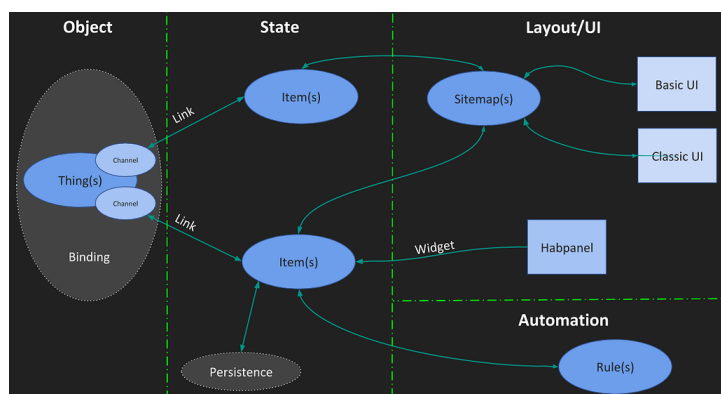 Object
State
Layout/UI
Item(s)
Sitemap(s)
Basic UI
Link
Channel
Thing(s)
Channel
Classic UI
Link
Binding
Item(s)
Widget
Habpanel
Automation
Persistence
Rule(s)